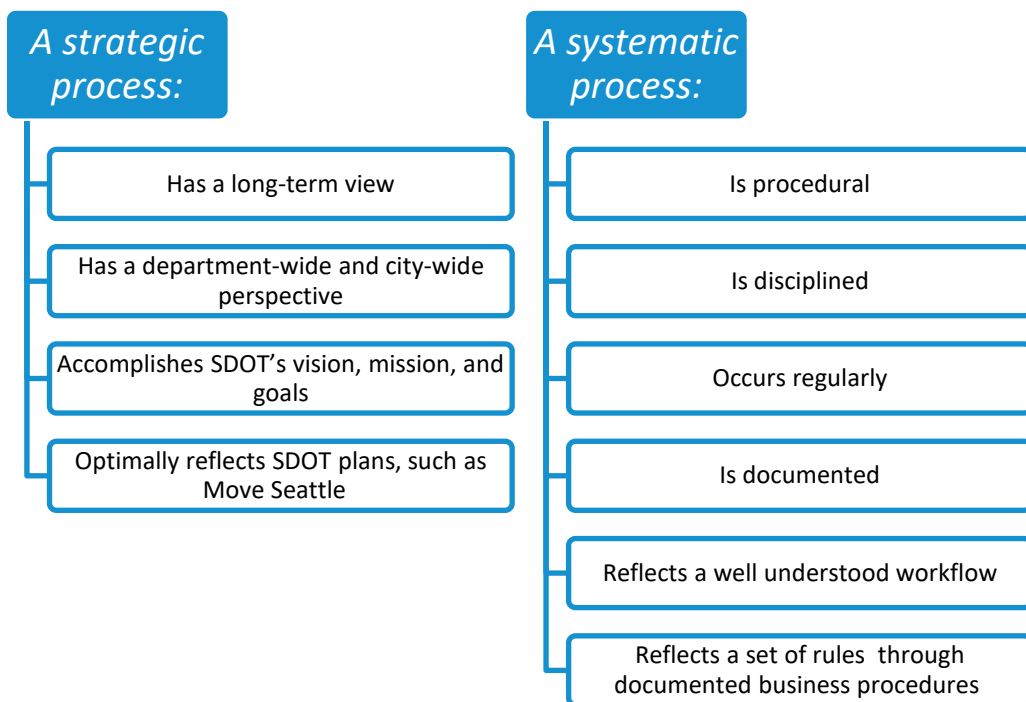 A strategic
process:
Has a long-term view
Has a department-wide and city-wide
perspective
Accomplishes SDOT’s vision, mission, and
goals
Optimally reflects SDOT plans, such as
Move Seattle
A systematic
process:
Is procedural
Is disciplined
Occurs regularly
Is documented
Reflects a well understood workflow
Reflects a set of rules  through
documented business procedures